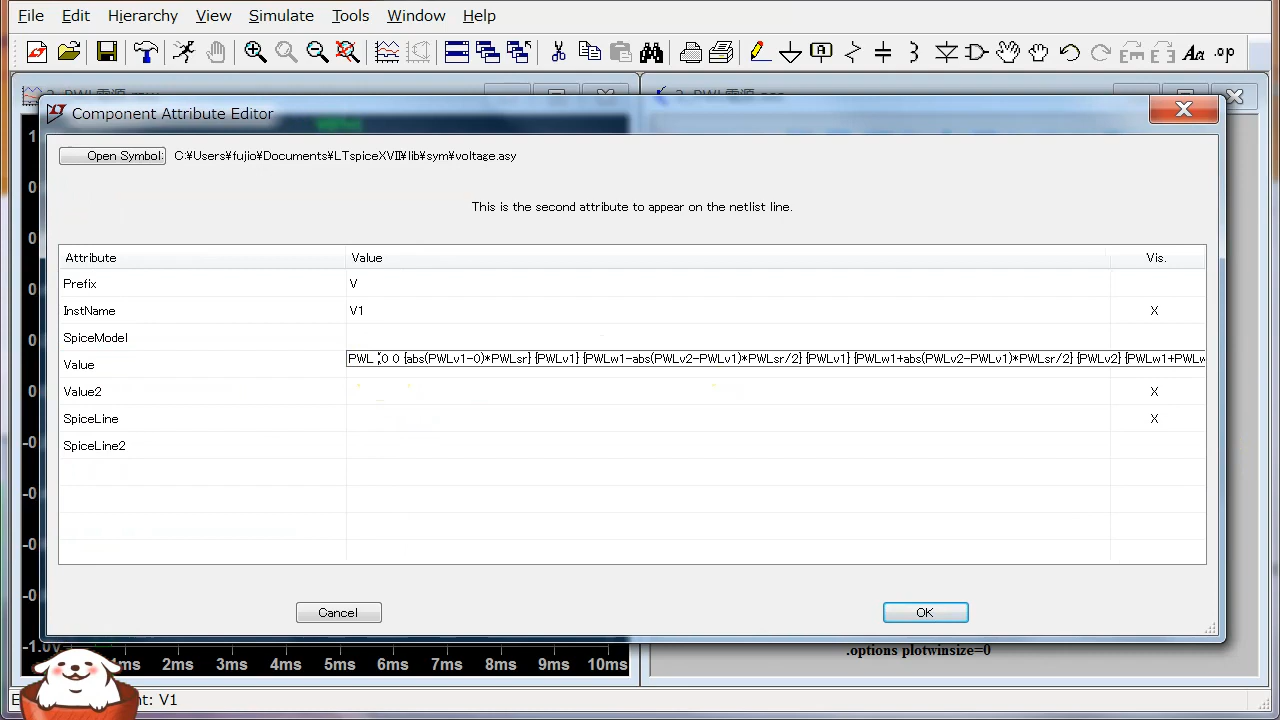 File Edit Hierarchy View Simulate Tools Window Help
.op
Component Attribute Editor
Open Symbol: C:¥Users¥fujio¥Documents¥LTspiceXVII¥lib¥sym¥voltage.asy
This is the second attribute to appear on the netlist line.
Attribute Value Vis.
Prefix V
InstName V1 X
SpiceModel
Value PWL 0 0 {abs(PWLv1-0)*PWLsr} {PWLv1} {PWLw1-abs(PWLv2-PWLv1)*PWLsr/2} {PWLv1} {PWLw1+abs(PWLv2-PWLv1)*PWLsr/2} {PWLv2} {PWLw1+PWLw
Value2 X
SpiceLine X
SpiceLine2
Cancel OK
-1.0V
1ms 2ms 3ms 4ms 5ms 6ms 7ms 8ms 9ms 10ms
.options plotwinsize=0
: V1